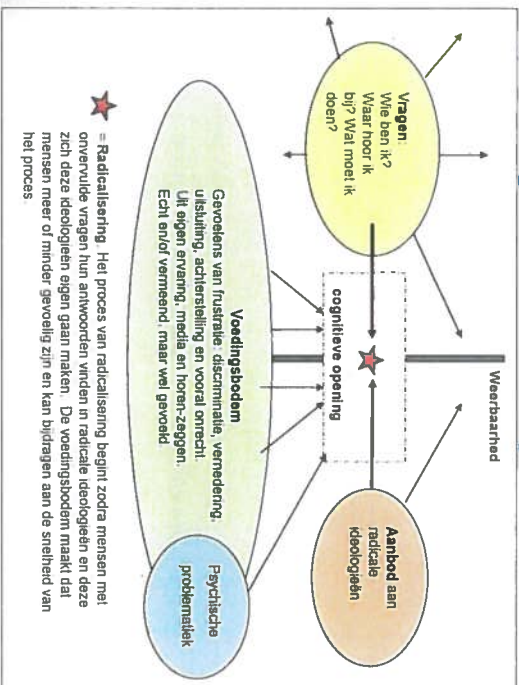 Weerbaarheid
Vragen:
Wie ben ik?
Waar hoor ik
bij? Wat moet ik
doen?
Aanbod aan
radicale
ideologieën
cognitieve opening
Voedingsbodem
Gevoelens van frustratie: discriminatie, vernedering,
uitsluiting, achterstelling en vooral onrecht.
Uit eigen ervaring, media en horen-zeggen.
Echt en/of vermeend, maar wel gevoeld.
Psychische
problematiek
= Radicalisering. Het proces van radicalisering begint zodra mensen met
onvervulde vragen hun antwoorden vinden in radicale ideologieën en deze
zich deze ideologieën eigen gaan maken. De voedingsbodem maakt dat
mensen meer of minder gevoelig zijn en kan bijdragen aan de snelheid van
het proces.